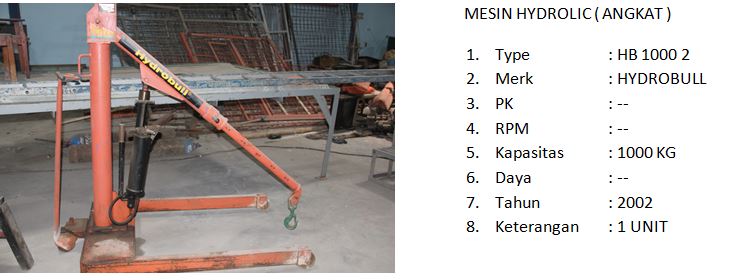 MESIN HYDROLIC ( ANGKAT )
1. Type : HB 1000 2
2. Merk : HYDROBULL
3. PK : --
4. RPM : --
5. Kapasitas : 1000 KG
6. Daya : --
7. Tahun : 2002
8. Keterangan : 1 UNIT
Hydrobull